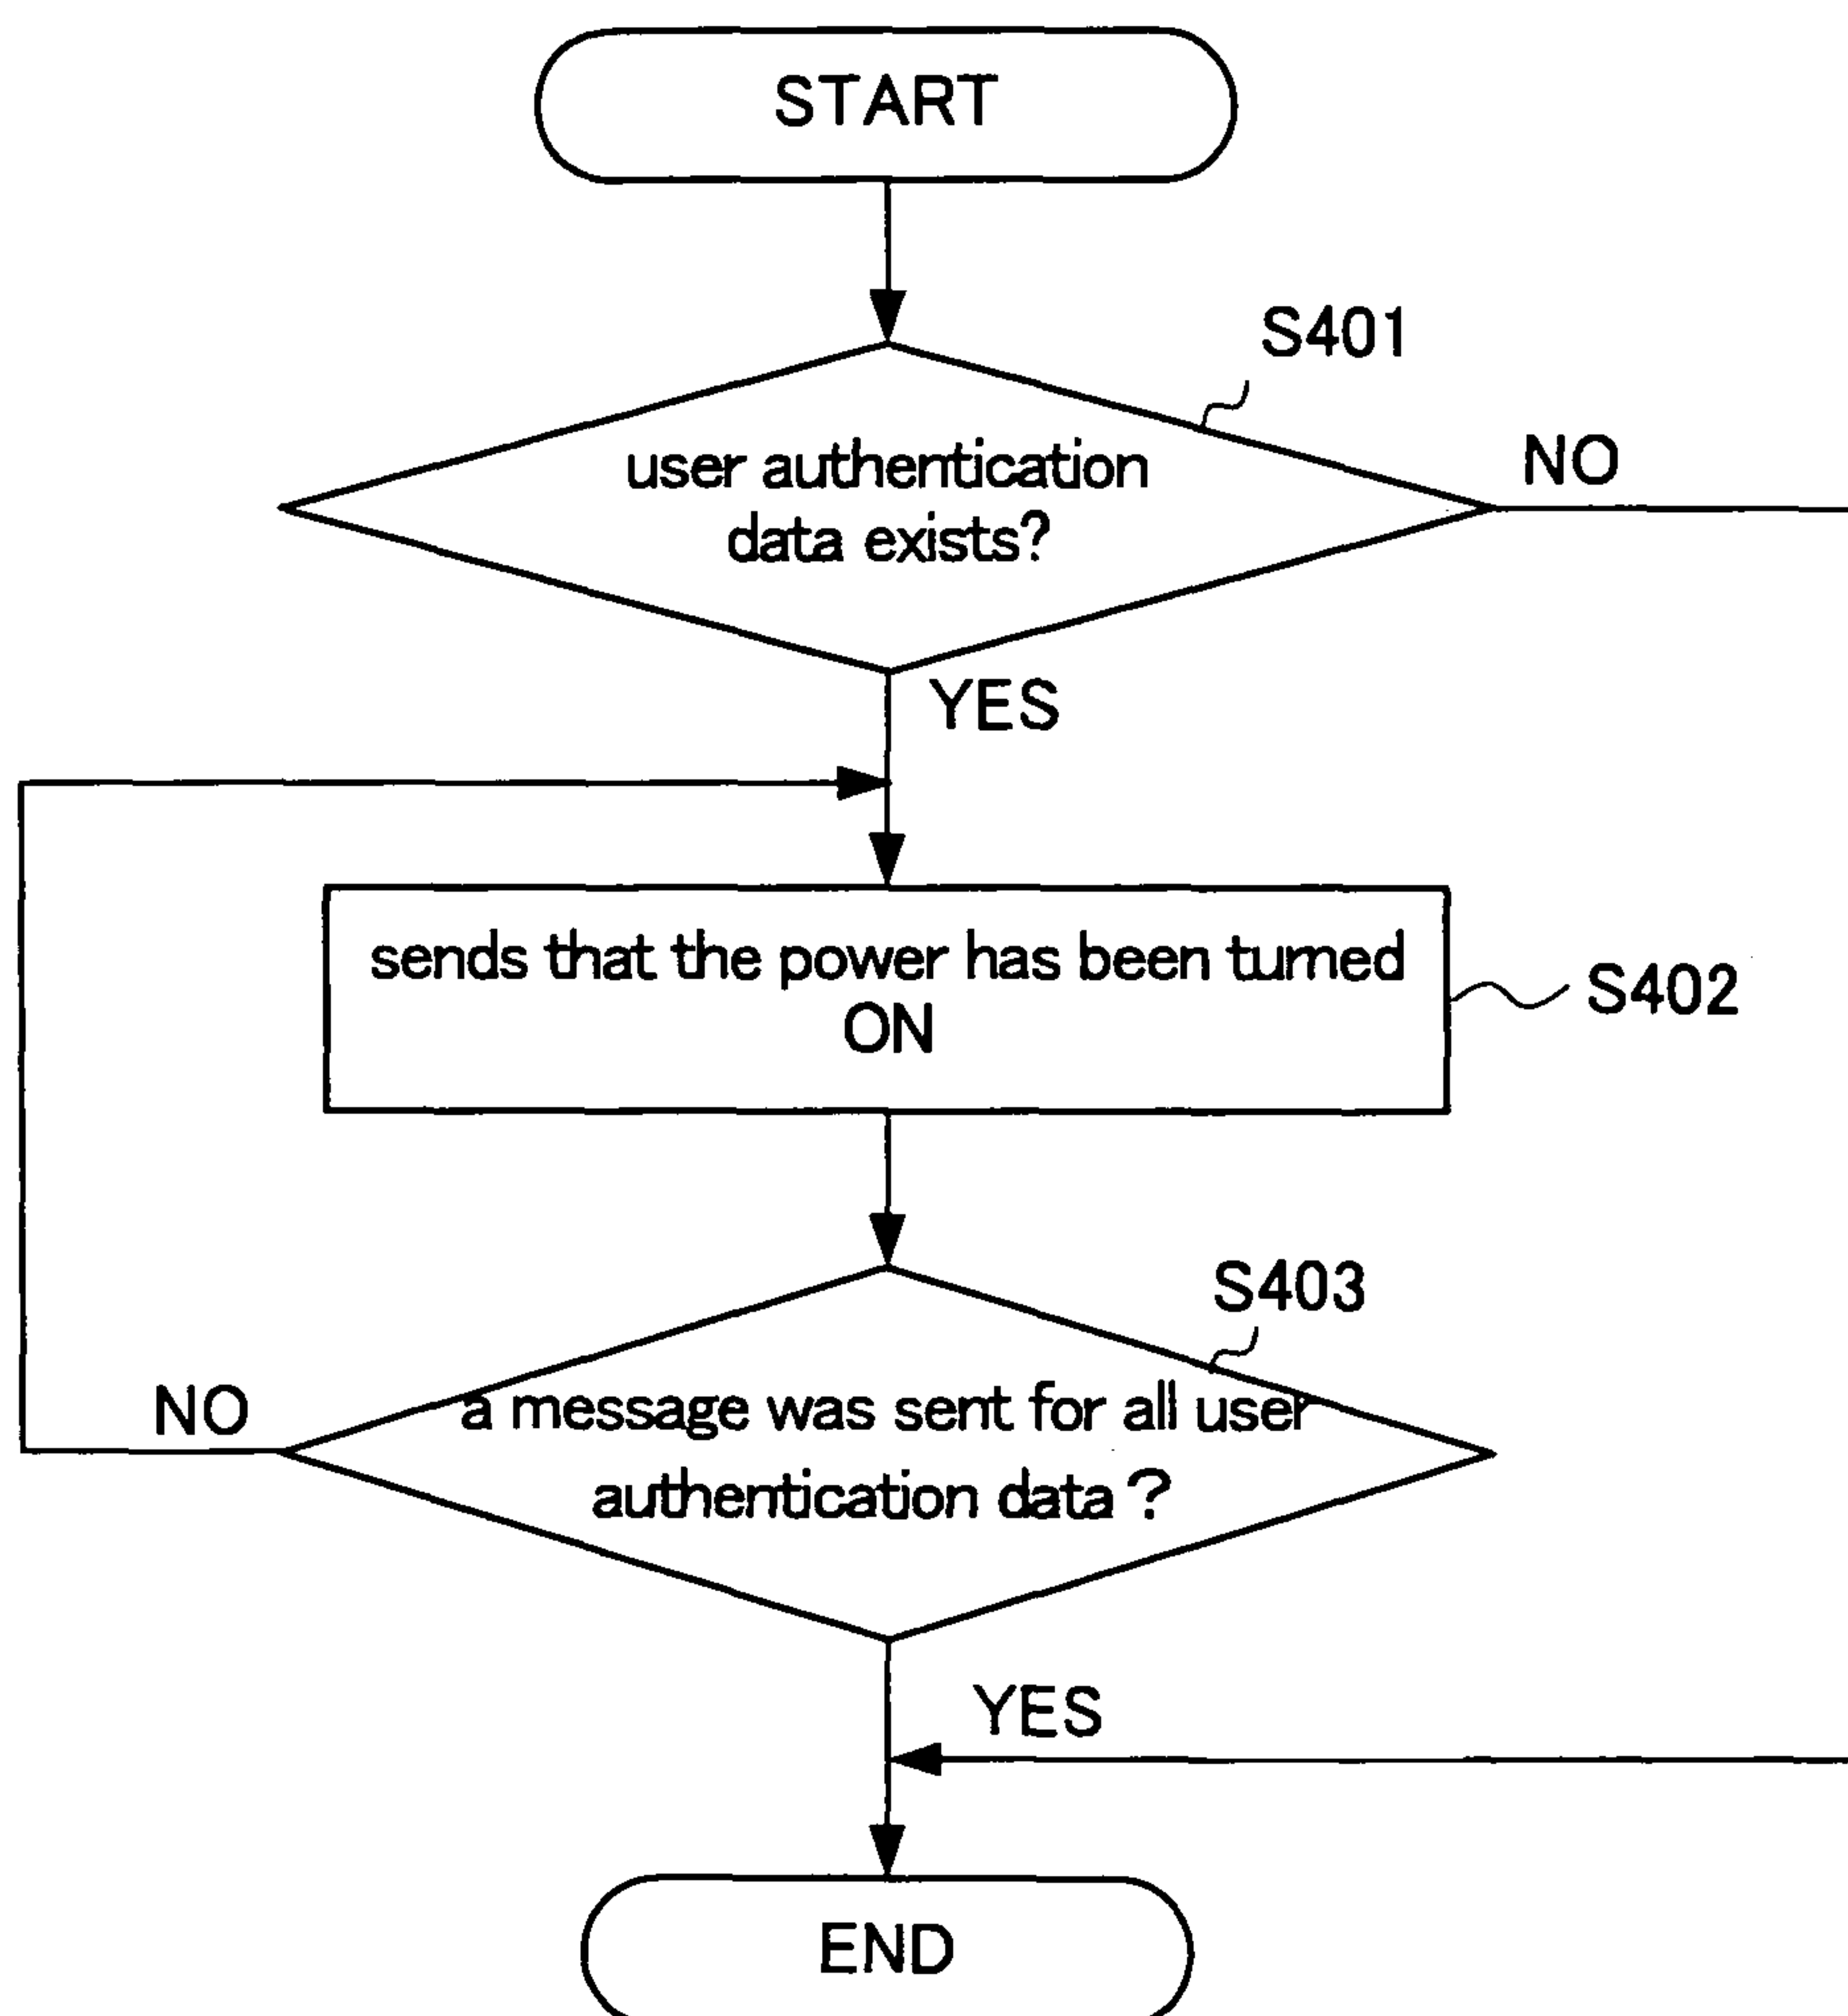 START
S401
user authentication
data exists?
NO
YES
sends that the power has been turned
ON
S402
S403
a message was sent for all user
authentication data ?
NO
YES
END